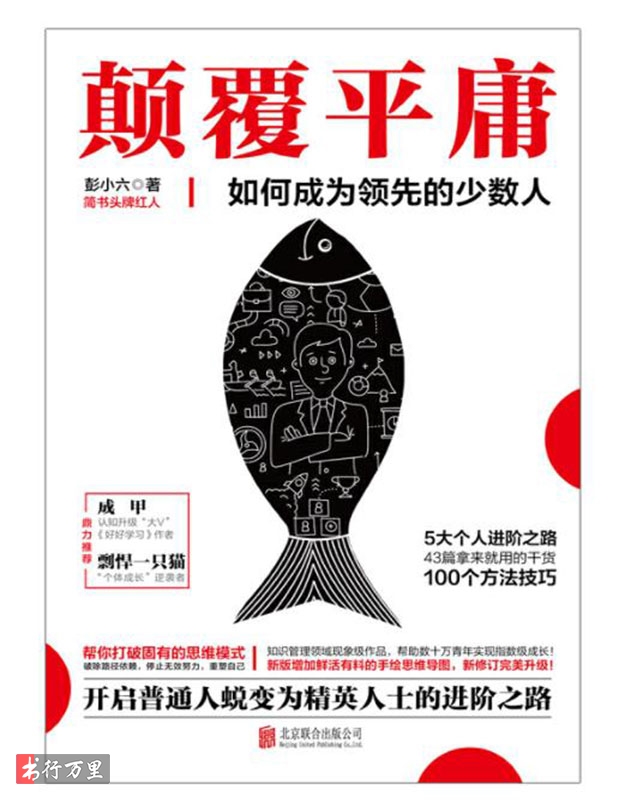 颠覆平庸
彭小六◎著
简书头牌红人
如何成为领先的少数人
鼎力推荐
成 甲
认知升级“大V”
《好好学习》作者
剽悍一只猫
“个体成长”逆袭者
5大个人进阶之路
43篇拿来就用的干货
100个方法技巧
帮你打破固有的思维模式
破除路径依赖，停止无效努力，重塑自己
知识管理领域现象级作品，帮助数十万青年实现指数级成长！
新版增加鲜活有料的手绘思维导图，新修订完美升级！
开启普通人蜕变为精英人士的进阶之路
北京联合出版公司
Beijing United Publishing Co.,Ltd.
书行万里